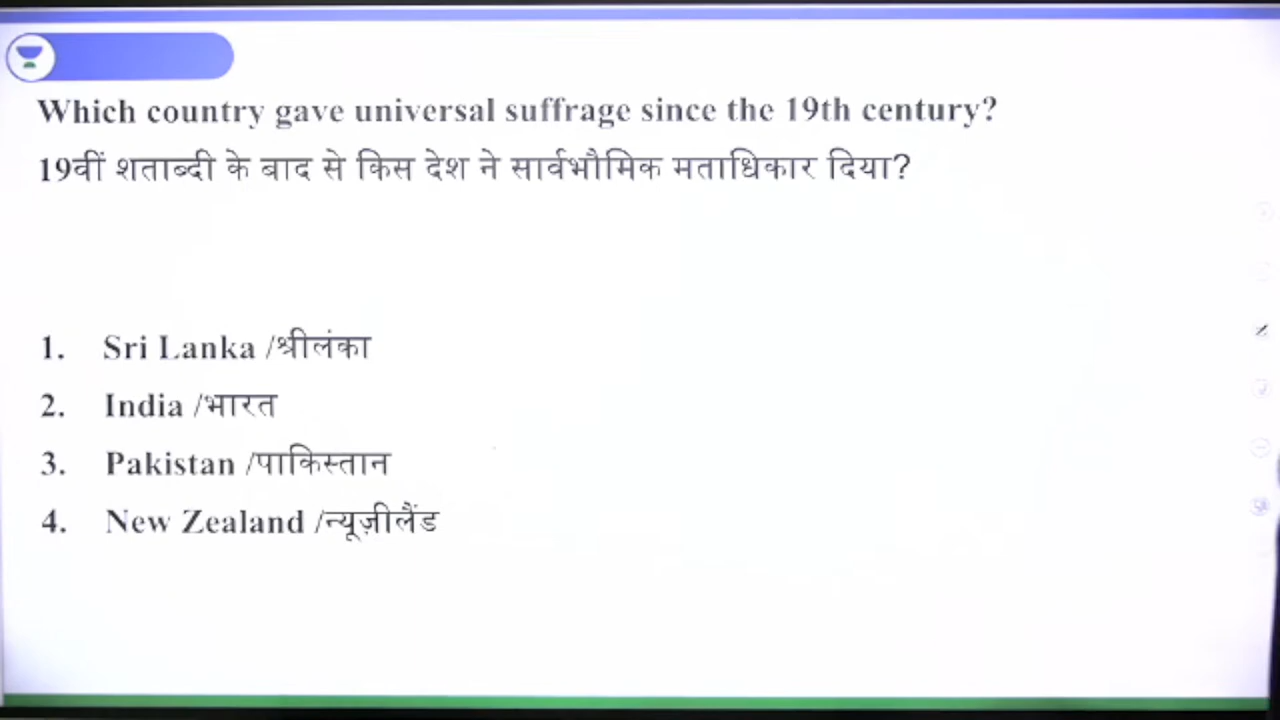 Which country gave universal suffrage since the 19th century?
19वीं शताब्दी के बाद से किस देश ने सार्वभौमिक मताधिकार दिया?
1. Sri Lanka /श्रीलंका
2. India /भारत
3. Pakistan /पाकिस्तान
4. New Zealand /न्यूज़ीलैंड